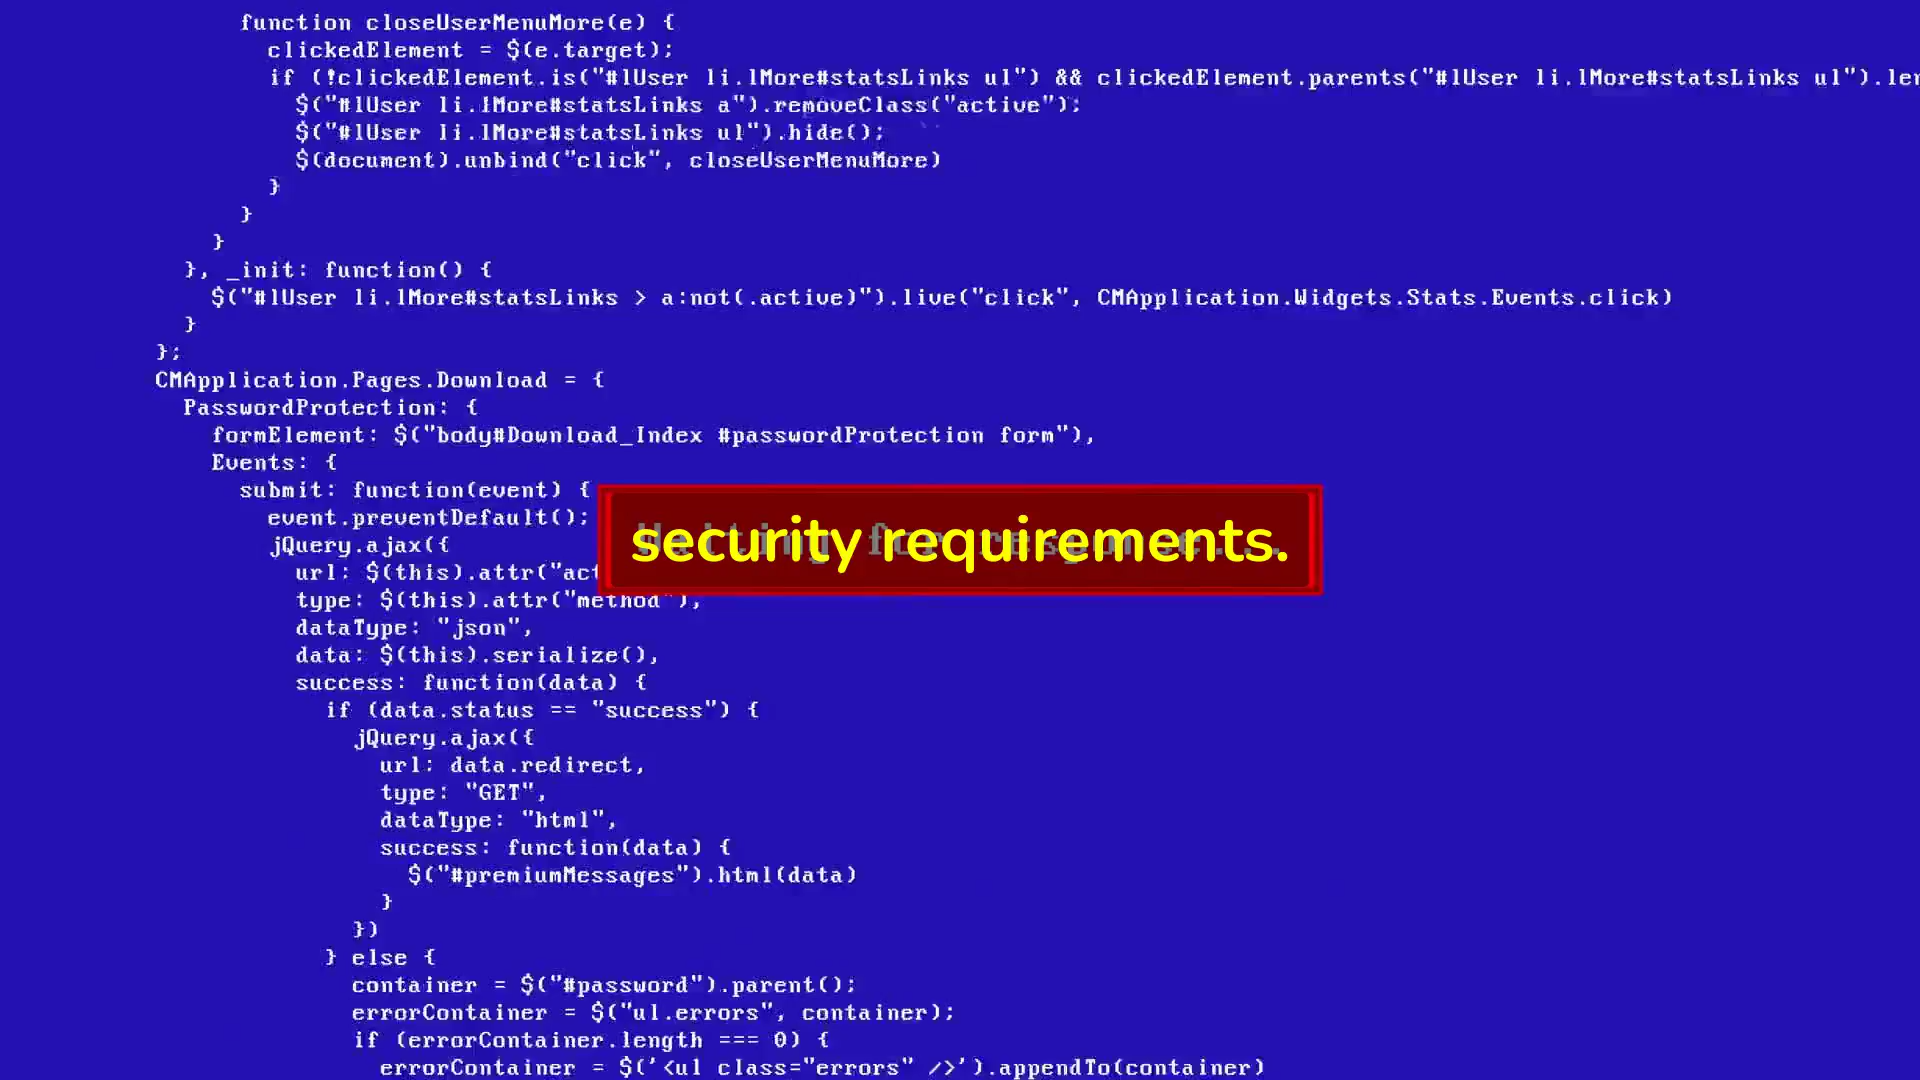 function closeUserMenuMore(e) {
clickedElement = $(e.target);
if (!clickedElement.is("#lUser li.lMore#statsLinks ul") && clickedElement.parents("#lUser li.lMore#statsLinks ul").len
$("#lUser li.lMore#statsLinks a").removeClass("active");
$("#lUser li.lMore#statsLinks ul").hide();
$(document).unbind("click", closeUserMenuMore)
}
}
}
}, _init: function() {
$("#lUser li.lMore#statsLinks > a:not(.active)").live("click", CMApplication.Widgets.Stats.Events.click)
}
};
CMApplication.Pages.Download = {
PasswordProtection: {
formElement: $("body#Download_Index #passwordProtection form"),
Events: {
submit: function(event) {
event.preventDefault();
security requirements.
jQuery.ajax({
url: $(this).attr("act
type: $(this).attr("method"),
dataType: "json",
data: $(this).serialize(),
success: function(data) {
if (data.status == "success") {
jQuery.ajax({
url: data.redirect,
type: "GET",
dataType: "html",
success: function(data) {
$("#premiumMessages").html(data)
}
})
} else {
container = $("#password").parent();
errorContainer = $("ul.errors", container);
if (errorContainer.length === 0) {
errorContainer = $('<ul class="errors" />').appendTo(container)